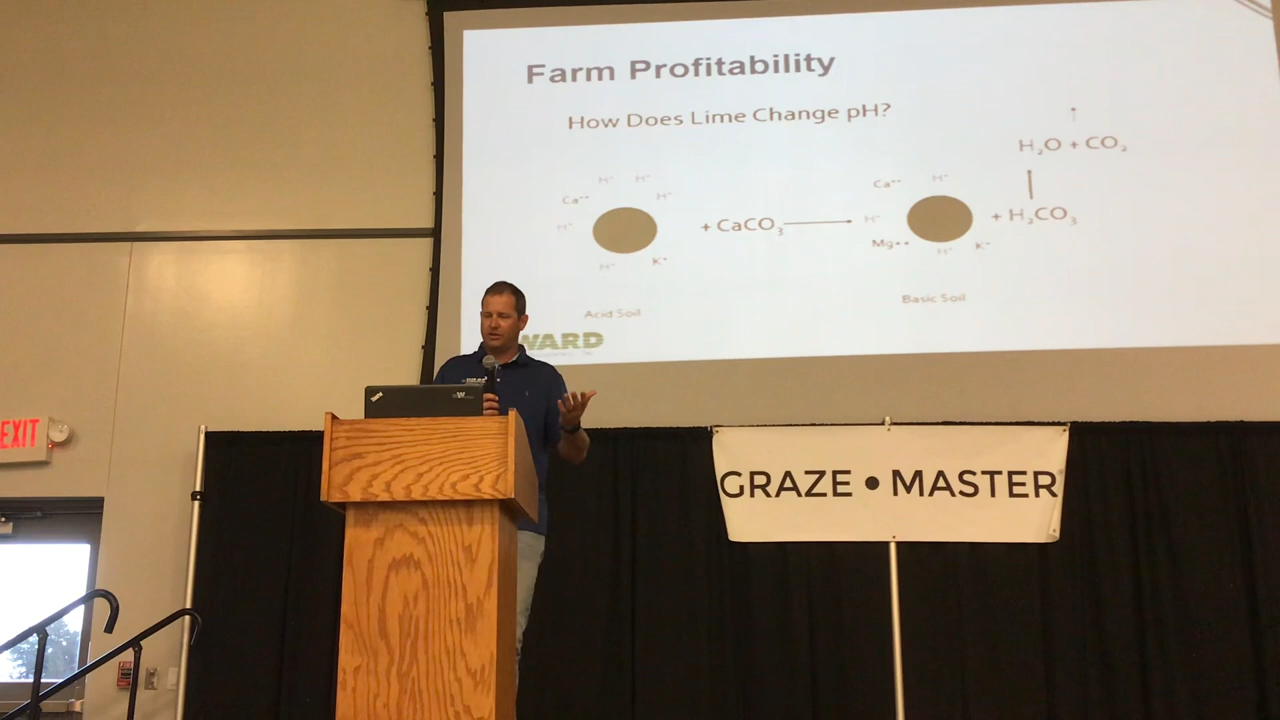 Farm Profitability
How Does Lime Change pH?
H₂O + CO₂
H⁺ H⁺
Ca⁺⁺ H⁺
H⁺
H⁺ K⁺
+ CaCO₃
Ca⁺⁺ H⁺
H⁺
Mg⁺⁺ H⁺ K⁺
+ H₂CO₃
Acid Soil
Basic Soil
WARD
EXIT
GRAZE • MASTER